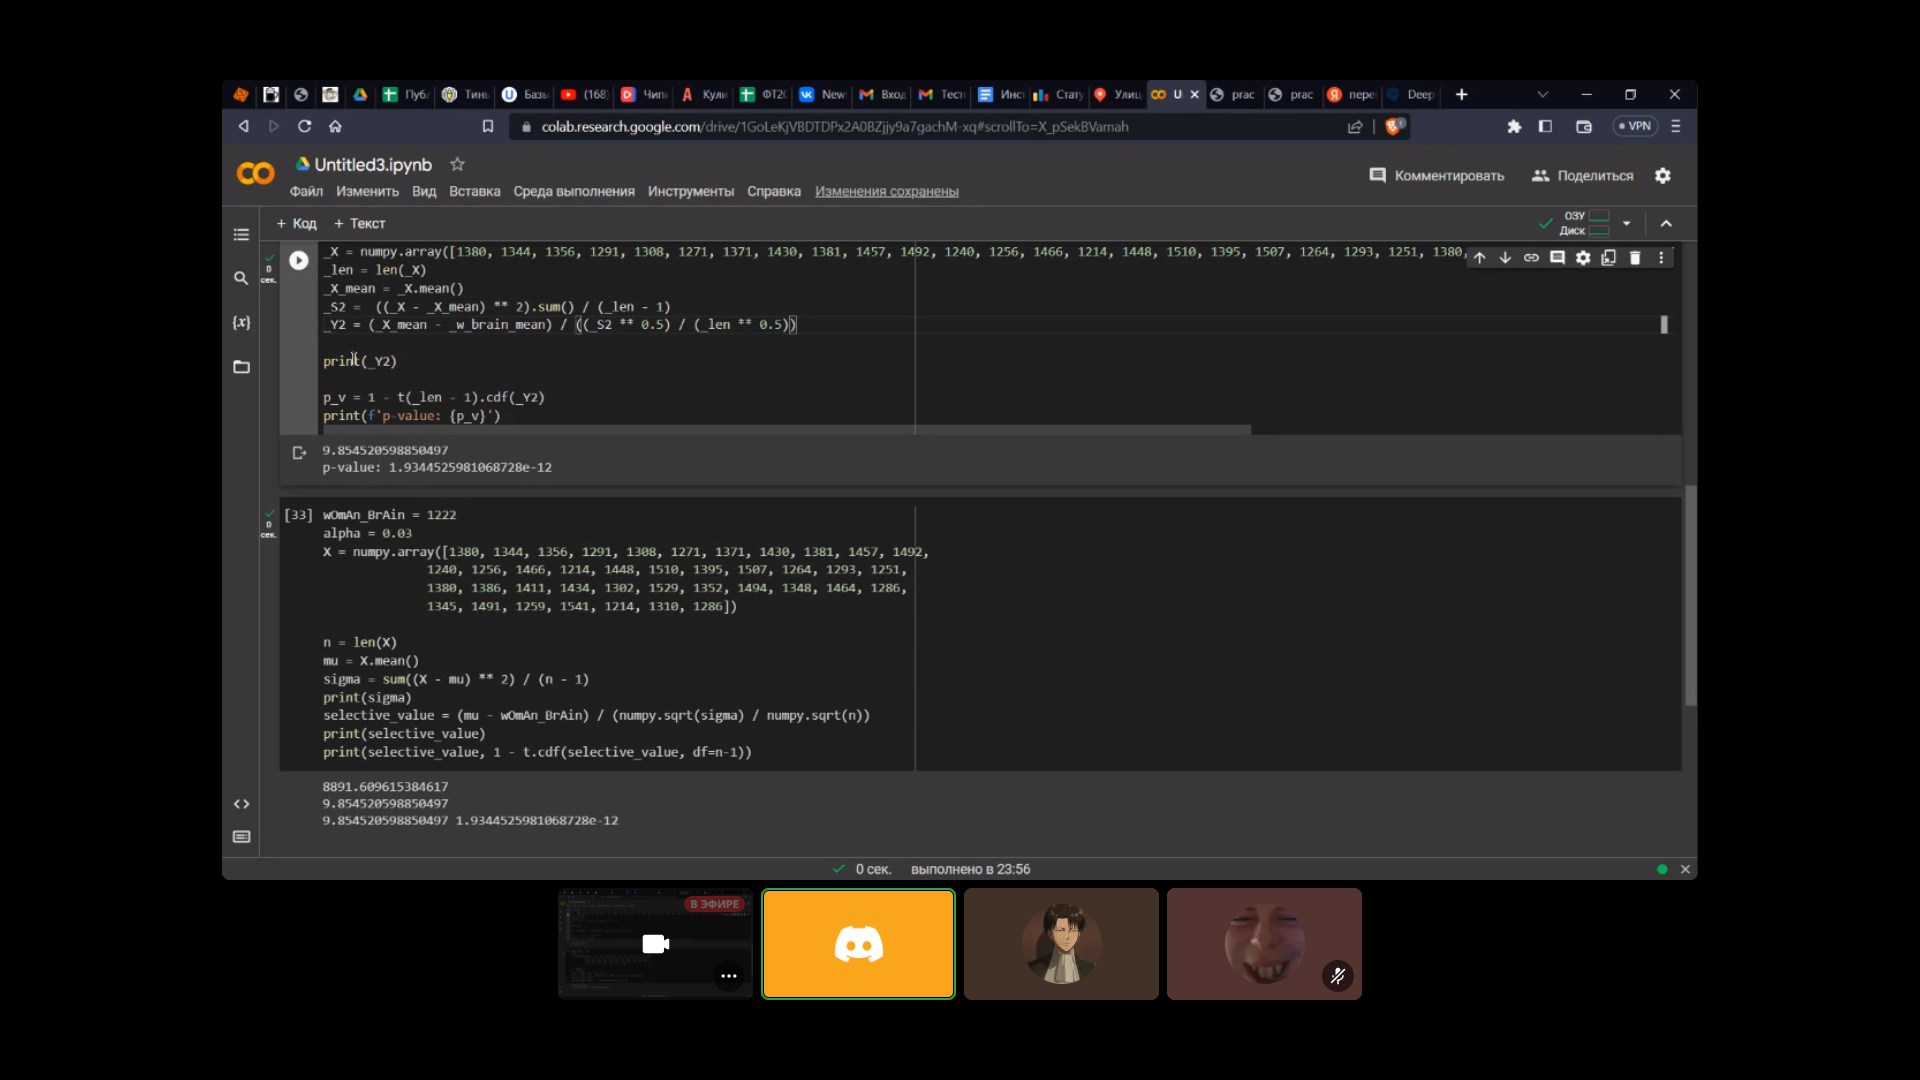 Публ
Тинь
Базы
(168)
Чипл
Кули
ФТ20
New
Вход
Тест
Инст
Стату
Улиц
U
prac
prac
пере
Deep
colab.research.google.com/drive/1GoLeKjVBDTDPx2A0BZjjy9a7gachM-xq#scrollTo=X_pSekBVamah
VPN
Untitled3.ipynb
Комментировать
Поделиться
Файл Изменить Вид Вставка Среда выполнения Инструменты Справка Изменения сохранены
+ Код + Текст
ОЗУ
Диск
0
сек.
_X = numpy.array([1380, 1344, 1356, 1291, 1308, 1271, 1371, 1430, 1381, 1457, 1492, 1240, 1256, 1466, 1214, 1448, 1510, 1395, 1507, 1264, 1293, 1251, 1380,
_len = len(_X)
_X_mean = _X.mean()
_S2 =  ((_X - _X_mean) ** 2).sum() / (_len - 1)
_Y2 = (_X_mean - _w_brain_mean) / ((_S2 ** 0.5) / (_len ** 0.5))
print(_Y2)
p_v = 1 - t(_len - 1).cdf(_Y2)
print(f'p-value: {p_v}')
9.854520598850497
p-value: 1.9344525981068728e-12
0
сек.
[33] wOmAn_BrAin = 1222
alpha = 0.03
X = numpy.array([1380, 1344, 1356, 1291, 1308, 1271, 1371, 1430, 1381, 1457, 1492,
1240, 1256, 1466, 1214, 1448, 1510, 1395, 1507, 1264, 1293, 1251,
1380, 1386, 1411, 1434, 1302, 1529, 1352, 1494, 1348, 1464, 1286,
1345, 1491, 1259, 1541, 1214, 1310, 1286])
n = len(X)
mu = X.mean()
sigma = sum((X - mu) ** 2) / (n - 1)
print(sigma)
selective_value = (mu - wOmAn_BrAin) / (numpy.sqrt(sigma) / numpy.sqrt(n))
print(selective_value)
print(selective_value, 1 - t.cdf(selective_value, df=n-1))
8891.609615384617
9.854520598850497
9.854520598850497 1.9344525981068728e-12
0 сек. выполнено в 23:56
В ЭФИРЕ